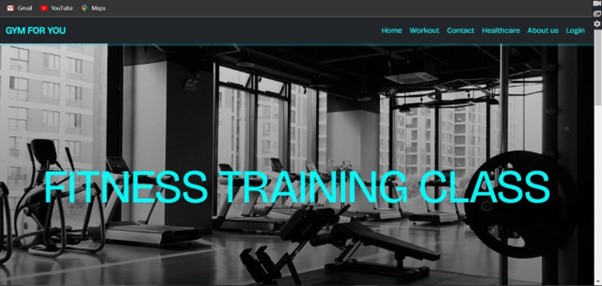 Gmail YouTube Maps
GYM FOR YOU Home Workout Contact Healthcare About us Login
FITNESS TRAINING CLASS